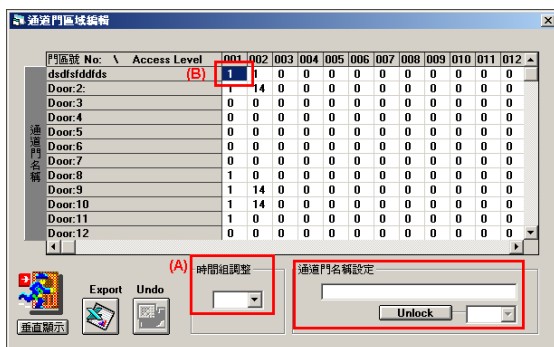 通道門區域編輯
門區號 No: \ Access Level 001 002 003 004 005 006 007 008 009 010 011 012
dsdfsfddfds (B) 1 1 0 0 0 0 0 0 0 0 0 0
Door:2: 1 14 0 0 0 0 0 0 0 0 0 0
Door:3 0 0 0 0 0 0 0 0 0 0 0 0
Door:4 0 0 0 0 0 0 0 0 0 0 0 0
Door:5 0 0 0 0 0 0 0 0 0 0 0 0
Door:6 0 0 0 0 0 0 0 0 0 0 0 0
Door:7 0 0 0 0 0 0 0 0 0 0 0 0
Door:8 1 0 0 0 0 0 0 0 0 0 0 0
Door:9 1 14 0 0 0 0 0 0 0 0 0 0
Door:10 1 14 0 0 0 0 0 0 0 0 0 0
Door:11 1 0 0 0 0 0 0 0 0 0 0 0
Door:12 0 0 0 0 0 0 0 0 0 0 0 0
通道門名稱
(A) 時間組調整 通道門名稱設定
Export Undo
Unlock
垂直顯示